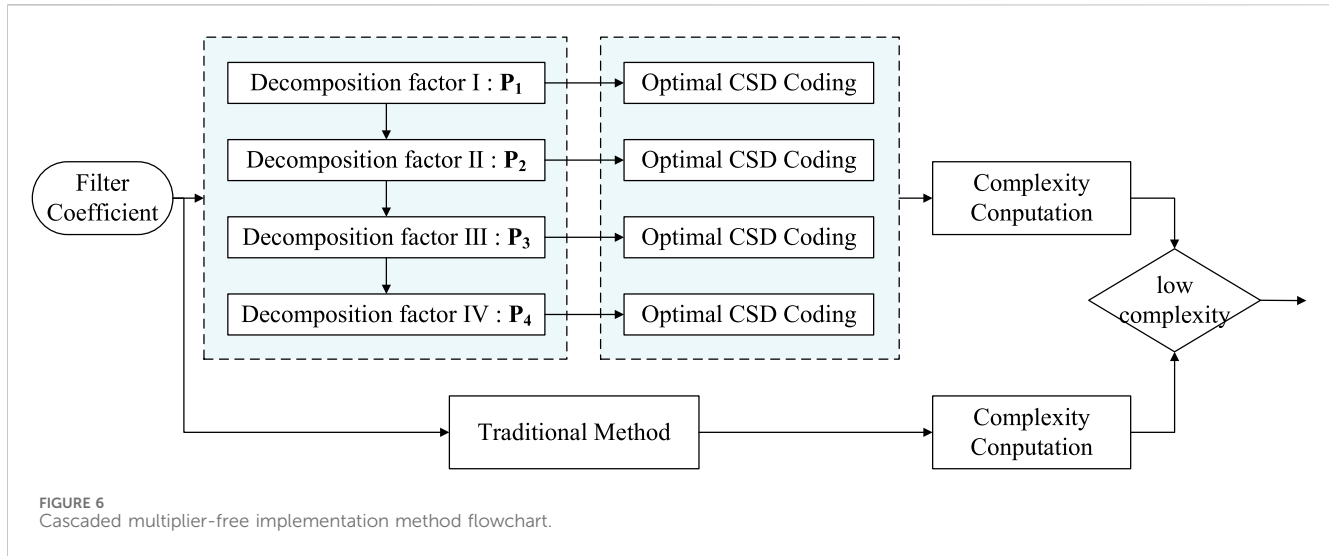 Decomposition factor I : P1
Optimal CSD Coding
Decomposition factor II : P2
Optimal CSD Coding
Filter
Coefficient
Complexity
Conputation
Decomposition factor III : P3
Optimal CSD Coding
low
complexity
Decomposition factor IV : P4
Optimal CSD Coding
Traditional Method
Complexity
Conputation
FIGURE 6
Cascaded multiplier-free implementation method flowchart.